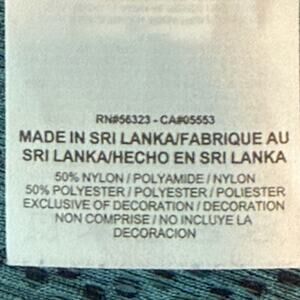 RN#56323 - CA#05553
MADE IN SRI LANKA/FABRIQUE AU
SRI LANKA/HECHO EN SRI LANKA
50% NYLON / POLYAMIDE / NYLON
50% POLYESTER / POLYESTER / POLIESTER
EXCLUSIVE OF DECORATION / DECORATION
NON COMPRISE / NO INCLUYE LA
DECORACION